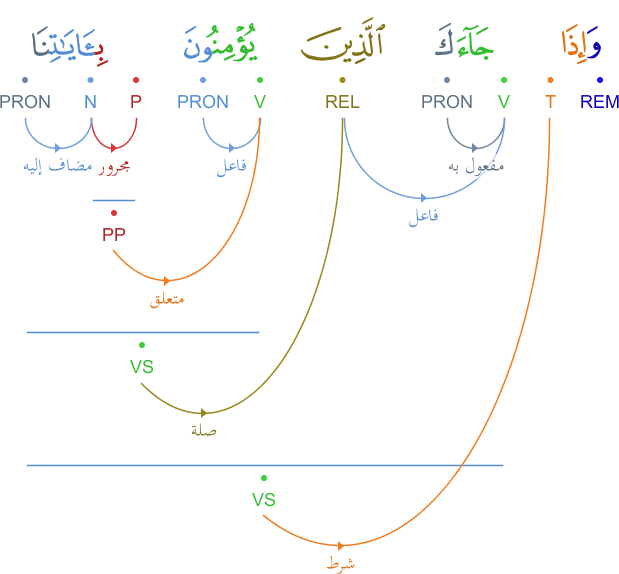 وَإِذَا جَآءَكَ ٱلَّذِينَ يُؤْمِنُونَ بِـَٔايَـٰتِنَا
REM T V PRON REL V PRON P N PRON
مفعول به فاعل مجرور مضاف إليه
فاعل
PP
متعلق
VS
صلة
VS
شرط